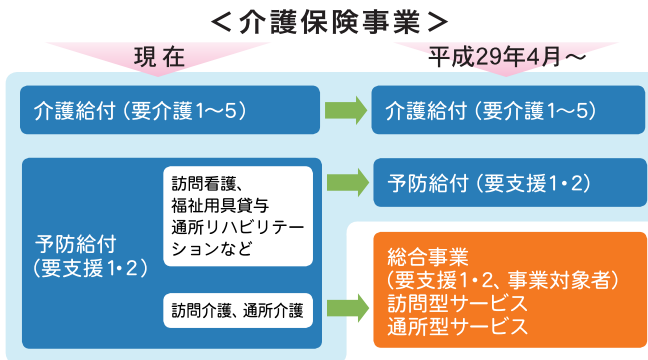 ＜介護保険事業＞
現在
平成29年4月～
介護給付（要介護1～5）
介護給付（要介護1～5）
予防給付
（要支援1・2）
訪問看護、
福祉用具貸与
通所リハビリテー
ションなど
訪問介護、通所介護
予防給付（要支援1・2）
総合事業
（要支援1・2、事業対象者）
訪問型サービス
通所型サービス